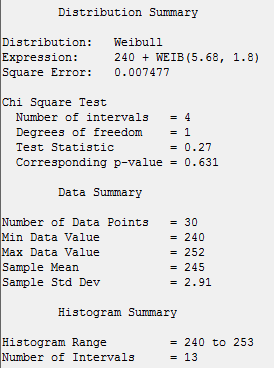 Distribution Summary
Distribution: Weibull
Expression: 240 + WEIB(5.68, 1.8)
Square Error: 0.007477
Chi Square Test
Number of intervals = 4
Degrees of freedom = 1
Test Statistic = 0.27
Corresponding p-value = 0.631
Data Summary
Number of Data Points = 30
Min Data Value = 240
Max Data Value = 252
Sample Mean = 245
Sample Std Dev = 2.91
Histogram Summary
Histogram Range = 240 to 253
Number of Intervals = 13